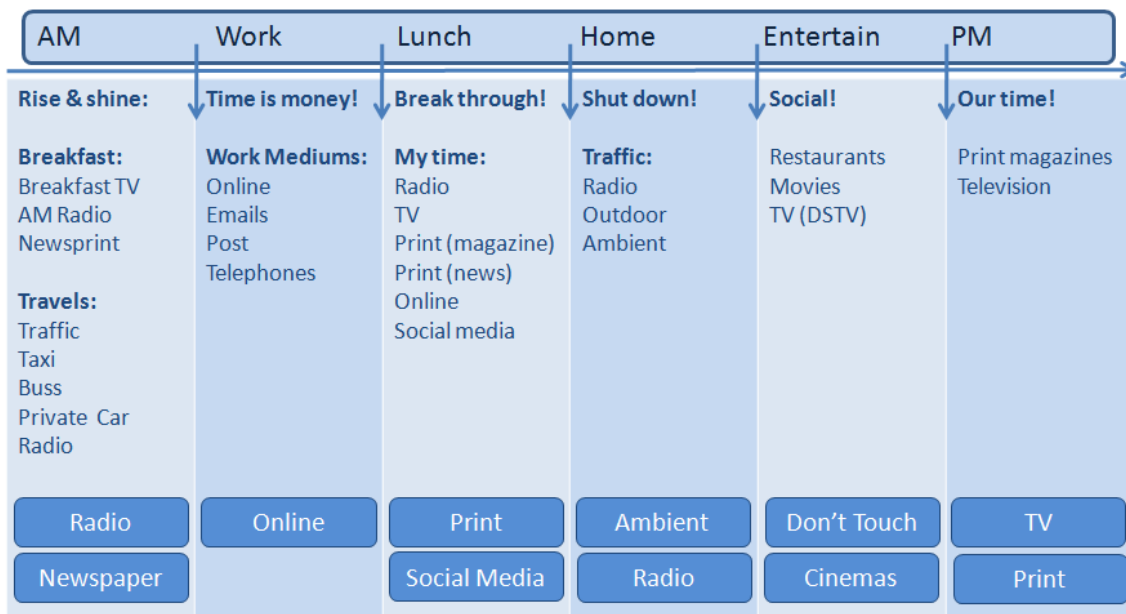 AM
Work
Lunch
Home
Entertain
PM
Rise & shine:
Breakfast:
Breakfast TV
AM Radio
Newsprint
Travels:
Traffic
Taxi
Buss
Private Car
Radio
Radio
Newspaper
Time is money!
Work Mediums:
Online
Emails
Post
Telephones
Online
Break through!
My time:
Radio
TV
Print (magazine)
Print (news)
Online
Social media
Print
Social Media
Shut down!
Traffic:
Radio
Outdoor
Ambient
Ambient
Radio
Social!
Restaurants
Movies
TV (DSTV)
Don't Touch
Cinemas
Our time!
Print magazines
Television
TV
Print